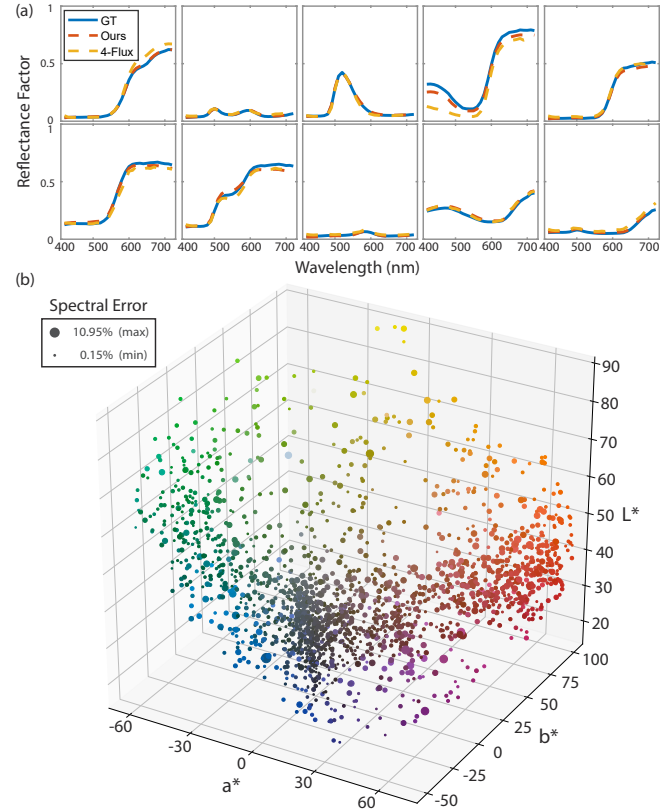 (a)
GT
Ours
4-Flux
Reflectance Factor
1
0.5
0
1
0.5
0
400 500 600 700
400 500 600 700
400 500 600 700
400 500 600 700
400 500 600 700
Wavelength (nm)
(b)
Spectral Error
10.95% (max)
0.15% (min)
90
80
70
60
50
40
30
20
L*
100
75
50
25
0
-25
-50
b*
-60
-30
0
30
60
a*